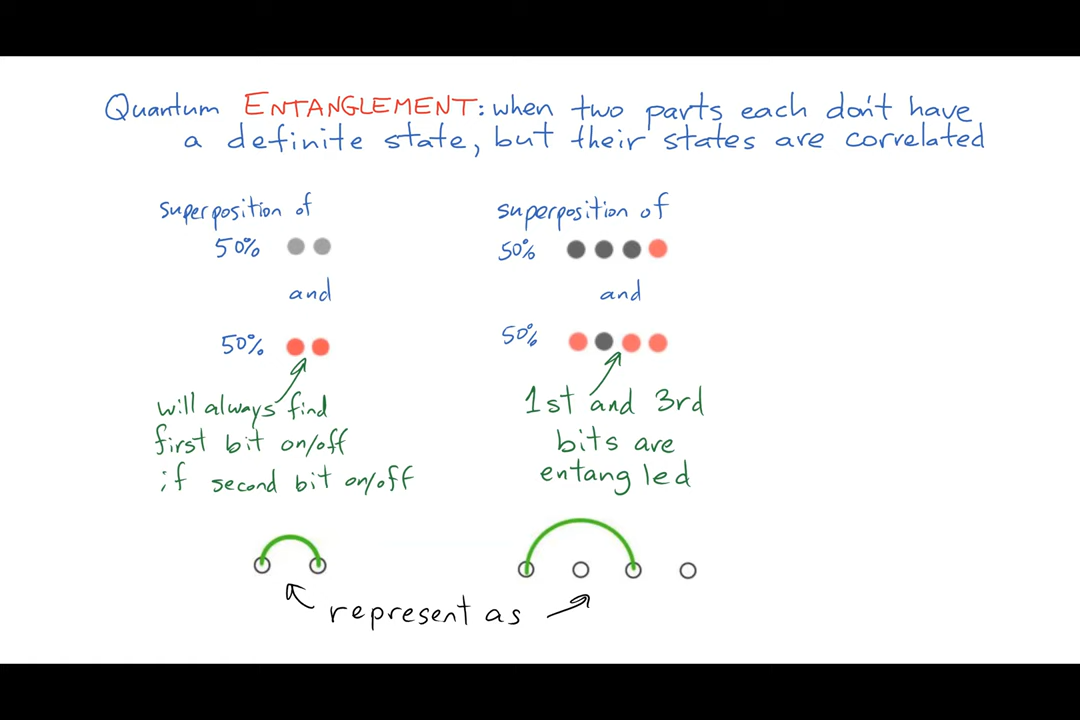 Quantum ENTANGLEMENT: when two parts each don't have
a definite state, but their states are correlated
superposition of
50%
and
50%
will always find
first bit on/off
if second bit on/off
superposition of
50%
and
50%
1st and 3rd
bits are
entangled
represent as